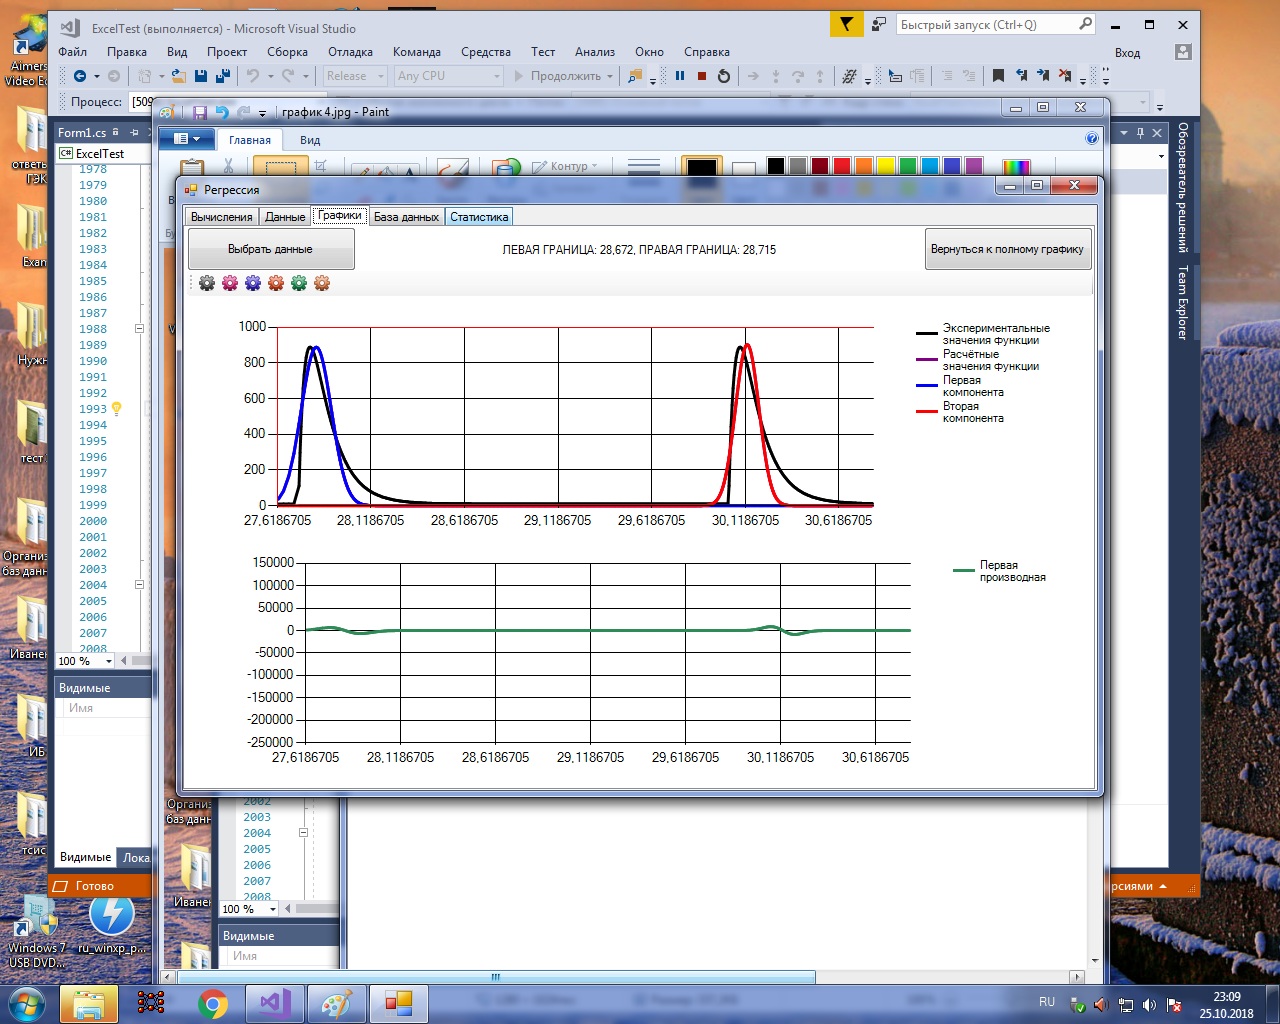 ExcelTest (выполняется) - Microsoft Visual Studio
Быстрый запуск (Ctrl+Q)
Файл Правка Вид Проект Сборка Отладка Команда Средства Тест Анализ Окно Справка
Вход
Release Any CPU Продолжить
Процесс: [509
график 4.jpg - Paint
Form1.cs
ExcelTest
Главная Вид
Контур
Обозреватель решений
Team Explorer
1978
1979
1980
1981
1982
1983
1984
1985
1986
1987
1988
1989
1990
1991
1992
1993
1994
1995
1996
1997
1998
1999
2000
2001
2002
2003
2004
2005
2006
2007
2008
100 %
Видимые
Имя
Видимые Лока
Готово
Регрессия
Вычисления Данные Графики База данных Статистика
Выбрать данные
ЛЕВАЯ ГРАНИЦА: 28,672, ПРАВАЯ ГРАНИЦА: 28,715
Вернуться к полному графику
1000
800
600
400
200
0
27,6186705 28,1186705 28,6186705 29,1186705 29,6186705 30,1186705 30,6186705
Экспериментальные
значения функции
Расчётные
значения функции
Первая
компонента
Вторая
компонента
150000
100000
50000
0
-50000
-100000
-150000
-200000
-250000
27,6186705 28,1186705 28,6186705 29,1186705 29,6186705 30,1186705 30,6186705
Первая
производная
2002
2003
2004
2005
2006
2007
2008
100 %
Видимые
Имя
рсиями
Aimers
Video Ed
ответь
ГЭК
Exam
Нужн
тест
Органи
баз данн
Иване
ИБ
тсис
Органи
баз данн
Иванен
Windows 7
USB DVD...
ru_winxp_p...
RU
23:09
25.10.2018